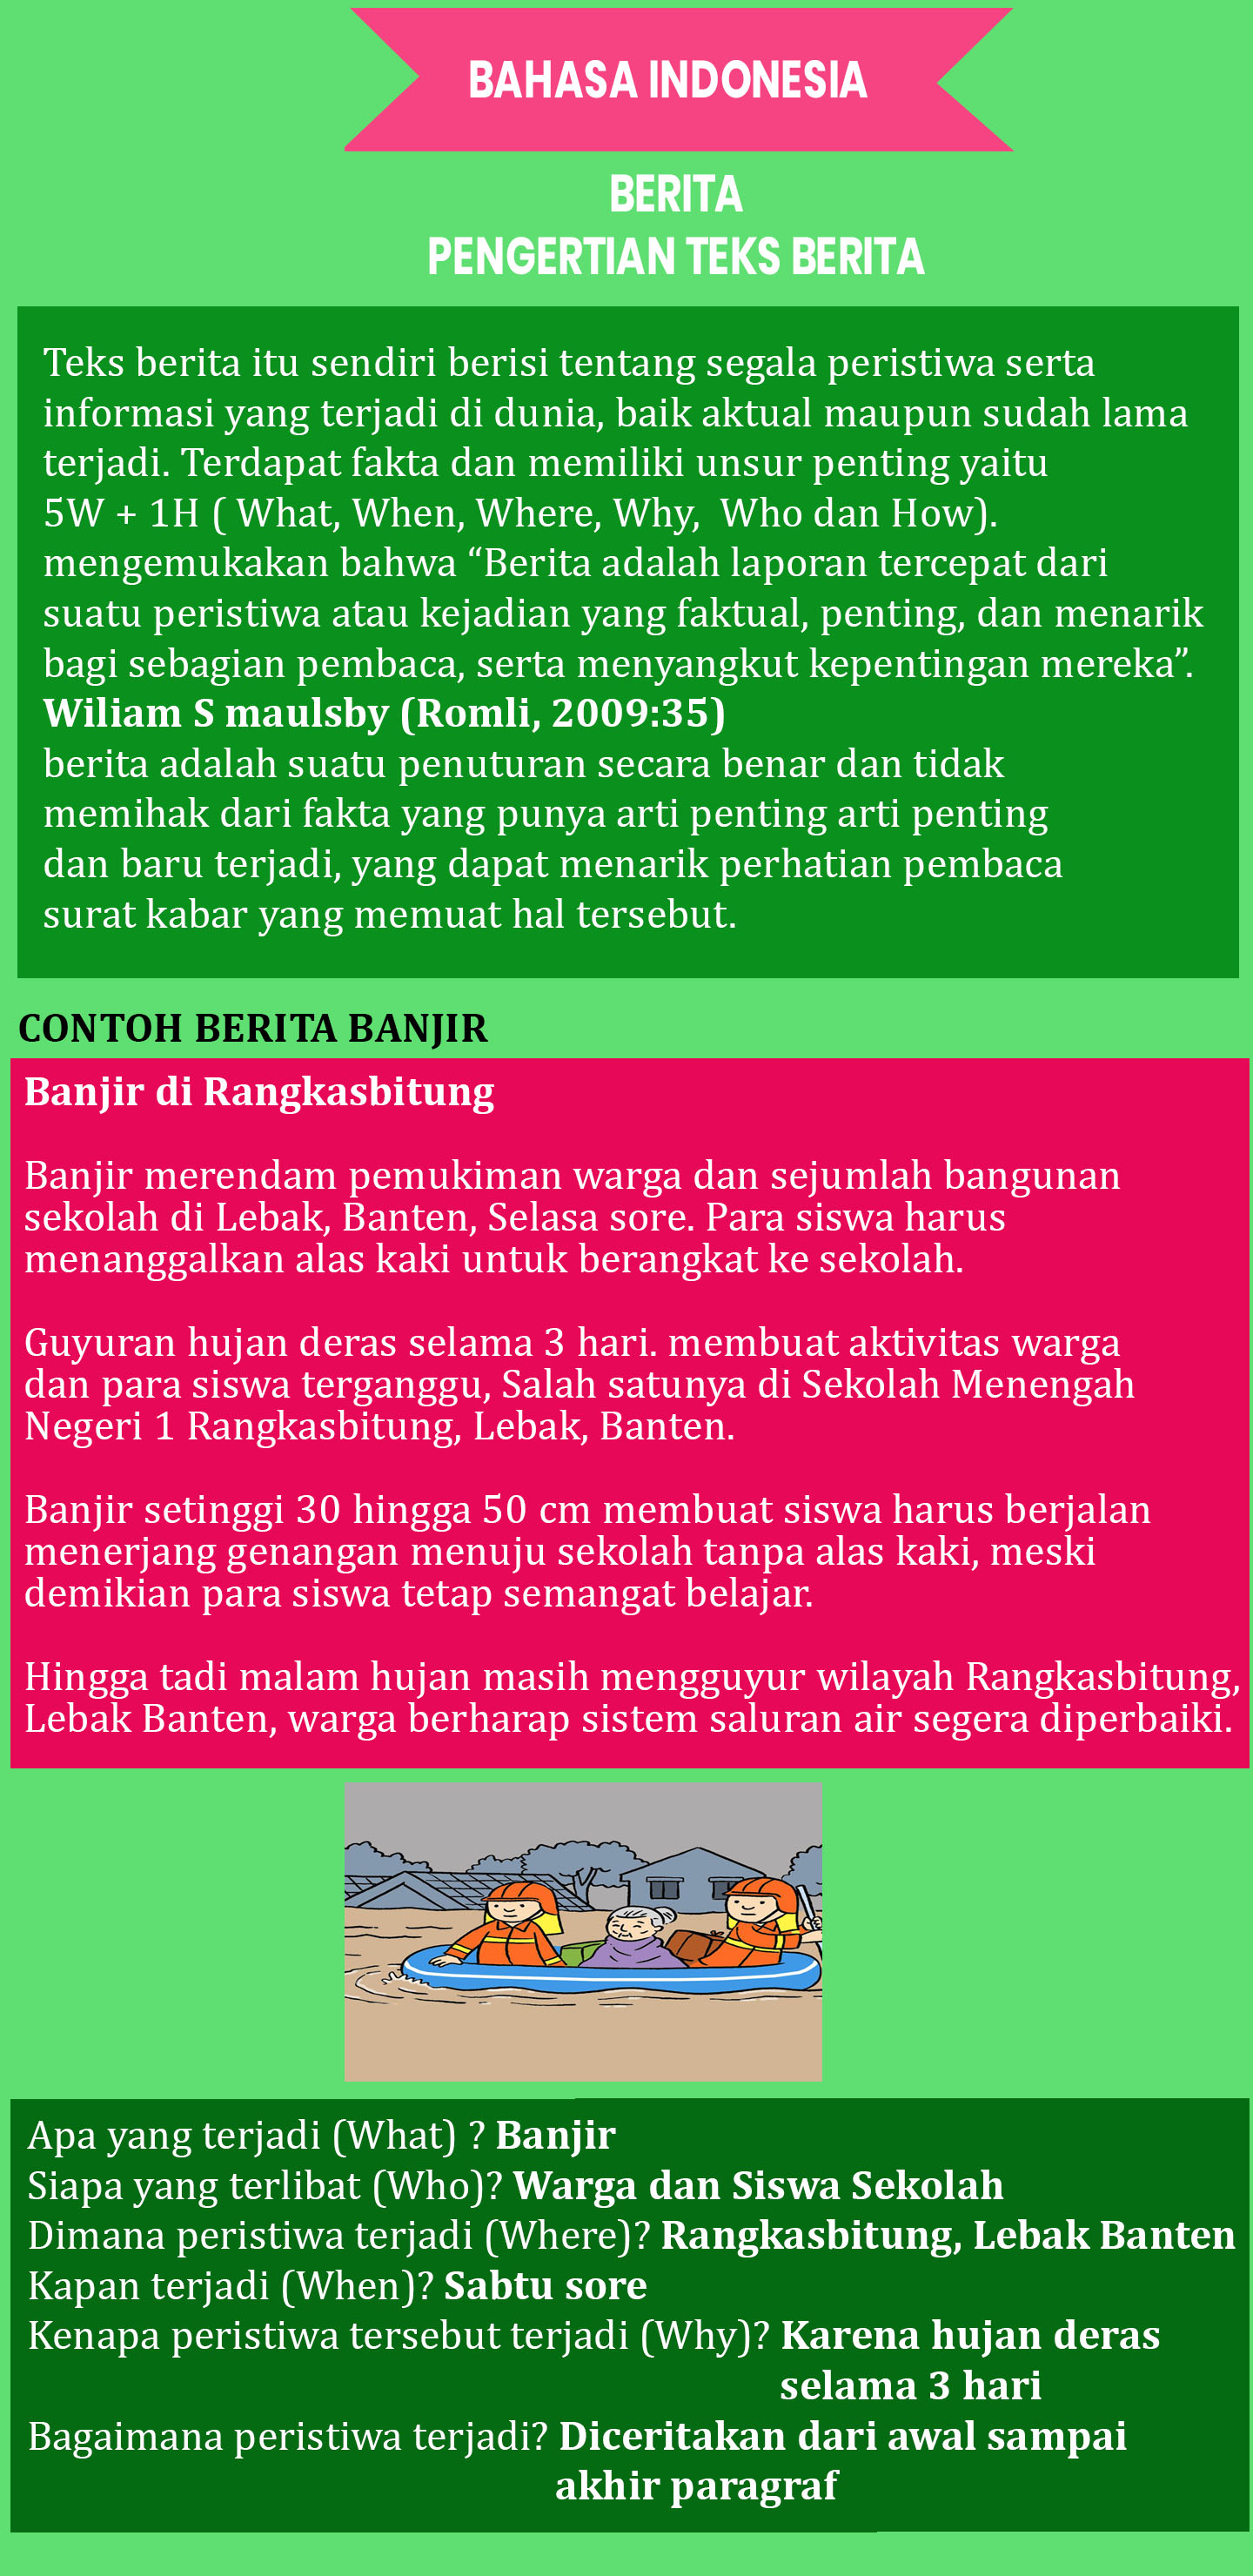 BAHASA INDONESIA
BERITA
PENGERTIAN TEKS BERITA
Teks berita itu sendiri berisi tentang segala peristiwa serta
informasi yang terjadi di dunia, baik aktual maupun sudah lama
terjadi. Terdapat fakta dan memiliki unsur penting yaitu
5W + 1H ( What, When, Where, Why,  Who dan How).
mengemukakan bahwa “Berita adalah laporan tercepat dari
suatu peristiwa atau kejadian yang faktual, penting, dan menarik
bagi sebagian pembaca, serta menyangkut kepentingan mereka”.
Wiliam S maulsby (Romli, 2009:35)
berita adalah suatu penuturan secara benar dan tidak
memihak dari fakta yang punya arti penting arti penting
dan baru terjadi, yang dapat menarik perhatian pembaca
surat kabar yang memuat hal tersebut.
CONTOH BERITA BANJIR
Banjir di Rangkasbitung
Banjir merendam pemukiman warga dan sejumlah bangunan
sekolah di Lebak, Banten, Selasa sore. Para siswa harus
menanggalkan alas kaki untuk berangkat ke sekolah.
Guyuran hujan deras selama 3 hari. membuat aktivitas warga
dan para siswa terganggu, Salah satunya di Sekolah Menengah
Negeri 1 Rangkasbitung, Lebak, Banten.
Banjir setinggi 30 hingga 50 cm membuat siswa harus berjalan
menerjang genangan menuju sekolah tanpa alas kaki, meski
demikian para siswa tetap semangat belajar.
Hingga tadi malam hujan masih mengguyur wilayah Rangkasbitung,
Lebak Banten, warga berharap sistem saluran air segera diperbaiki.
Apa yang terjadi (What) ? Banjir
Siapa yang terlibat (Who)? Warga dan Siswa Sekolah
Dimana peristiwa terjadi (Where)? Rangkasbitung, Lebak Banten
Kapan terjadi (When)? Sabtu sore
Kenapa peristiwa tersebut terjadi (Why)? Karena hujan deras
selama 3 hari
Bagaimana peristiwa terjadi? Diceritakan dari awal sampai
akhir paragraf